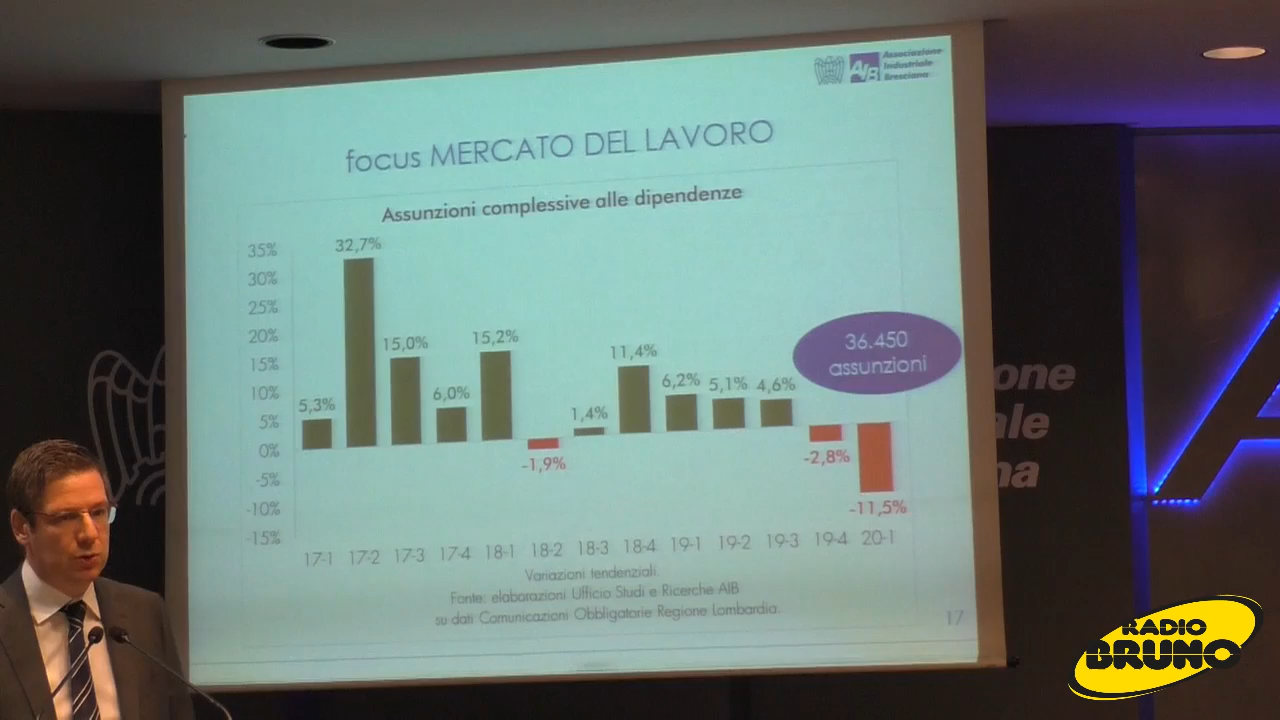 AIB
Associazione
Industriale
Bresciana
focus MERCATO DEL LAVORO
Assunzioni complessive alle dipendenze
35%
30%
25%
20%
15%
10%
5%
0%
-5%
-10%
-15%
5,3%
32,7%
15,0%
6,0%
15,2%
-1,9%
1,4%
11,4%
6,2%
5,1%
4,6%
-2,8%
-11,5%
36.450
assunzioni
17-1 17-2 17-3 17-4 18-1 18-2 18-3 18-4 19-1 19-2 19-3 19-4 20-1
Variazioni tendenziali.
Fonte: elaborazioni Ufficio Studi e Ricerche AIB
su dati Comunicazioni Obbligatorie Regione Lombardia.
17
one
ale
na
RADIO
BRUNO